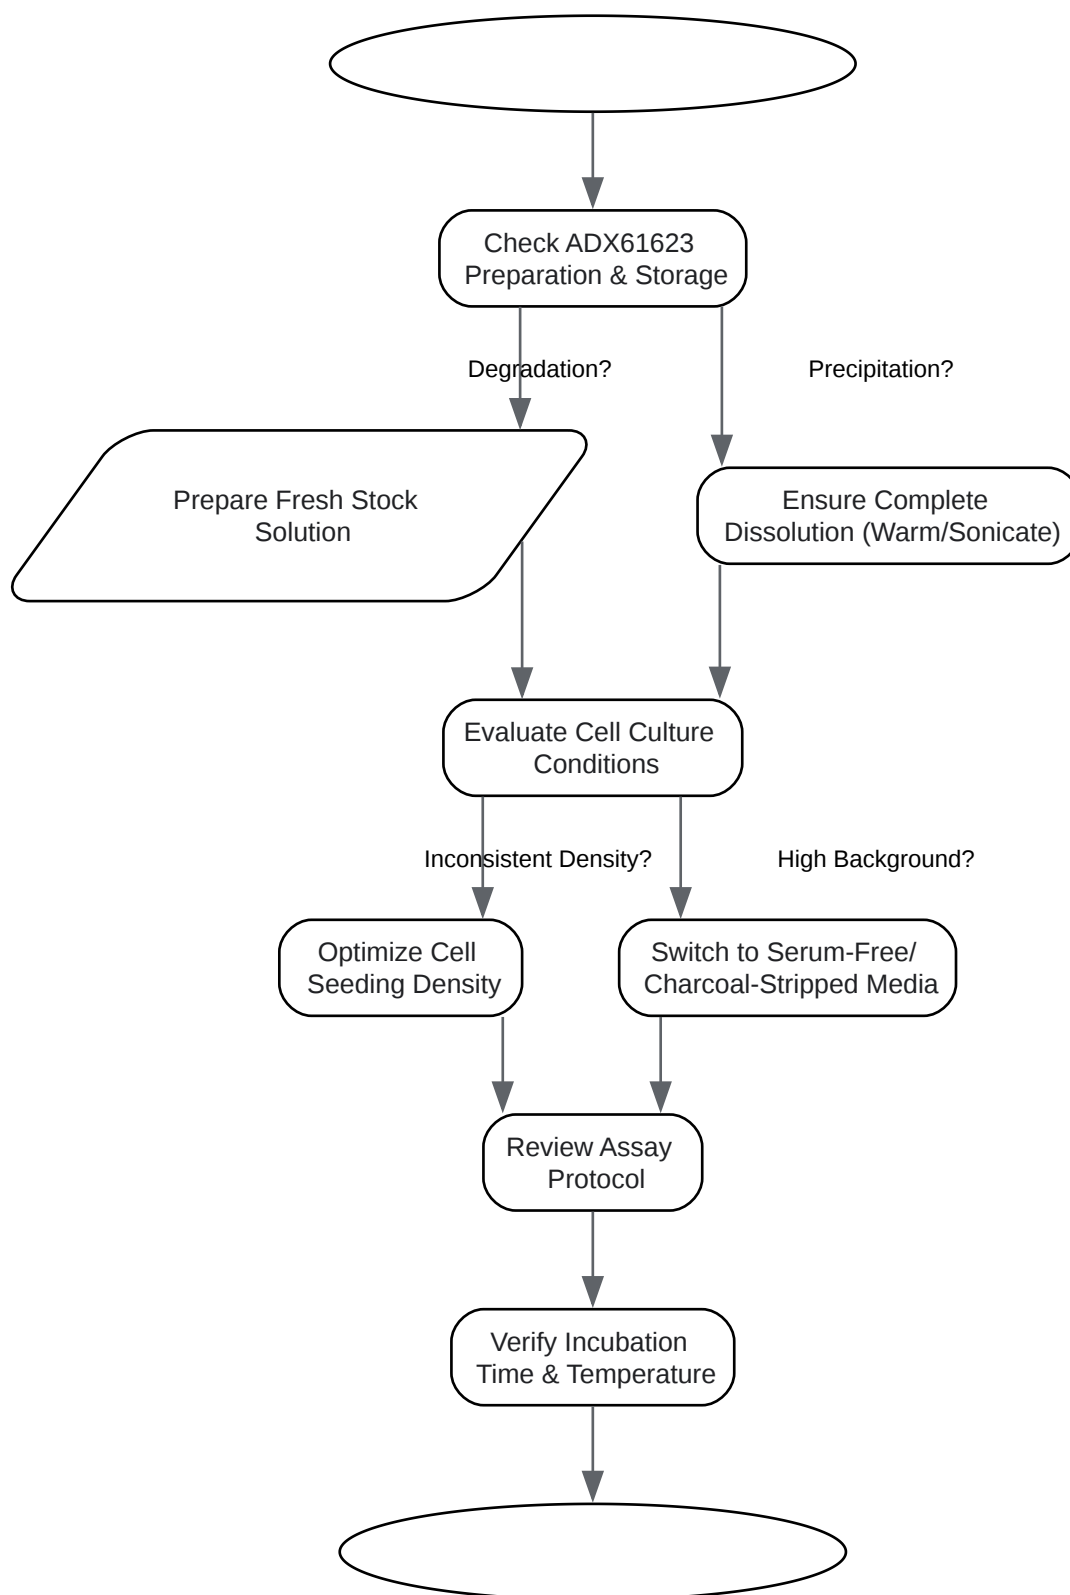 Check ADX61623
Preparation & Storage
Degradation?
Precipitation?
Prepare Fresh Stock
Solution
Ensure Complete
Dissolution (Warm/Sonicate)
Evaluate Cell Culture
Conditions
Inconsistent Density?
High Background?
Optimize Cell
Seeding Density
Switch to Serum-Free/
Charcoal-Stripped Media
Review Assay
Protocol
Verify Incubation
Time & Temperature